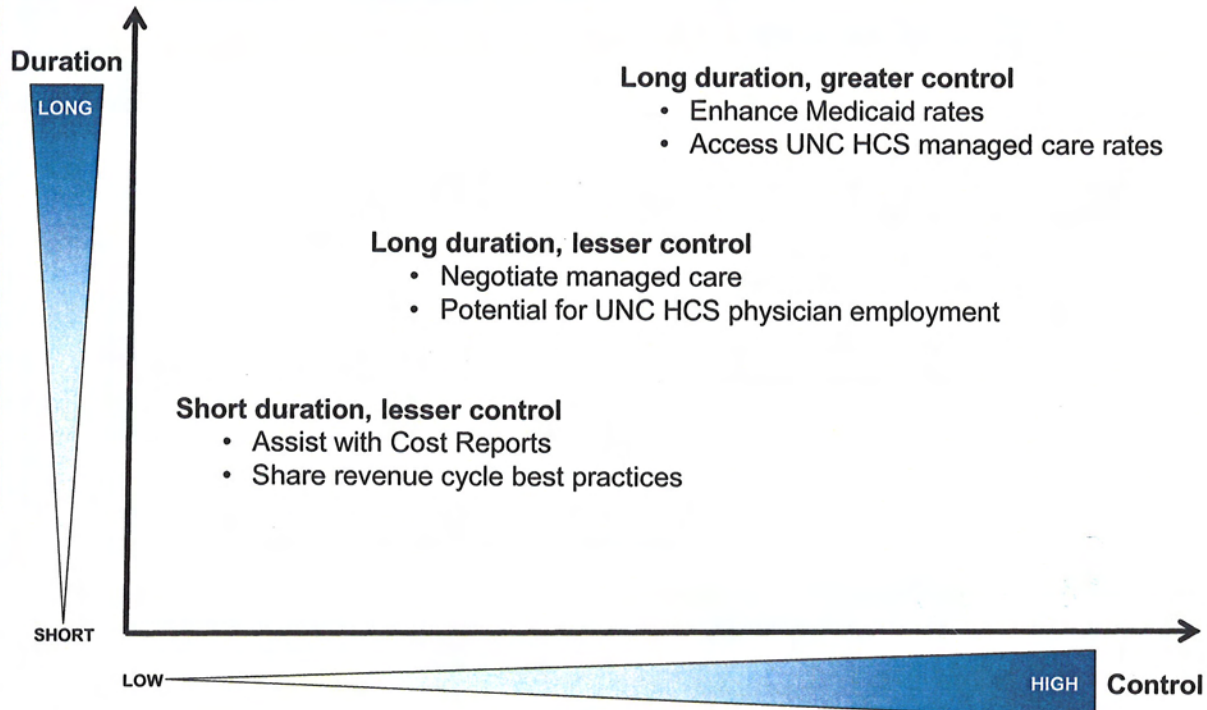 Duration
LONG
Long duration, greater control
• Enhance Medicaid rates
• Access UNC HCS managed care rates
Long duration, lesser control
• Negotiate managed care
• Potential for UNC HCS physician employment
Short duration, lesser control
• Assist with Cost Reports
• Share revenue cycle best practices
SHORT
LOW
HIGH
Control